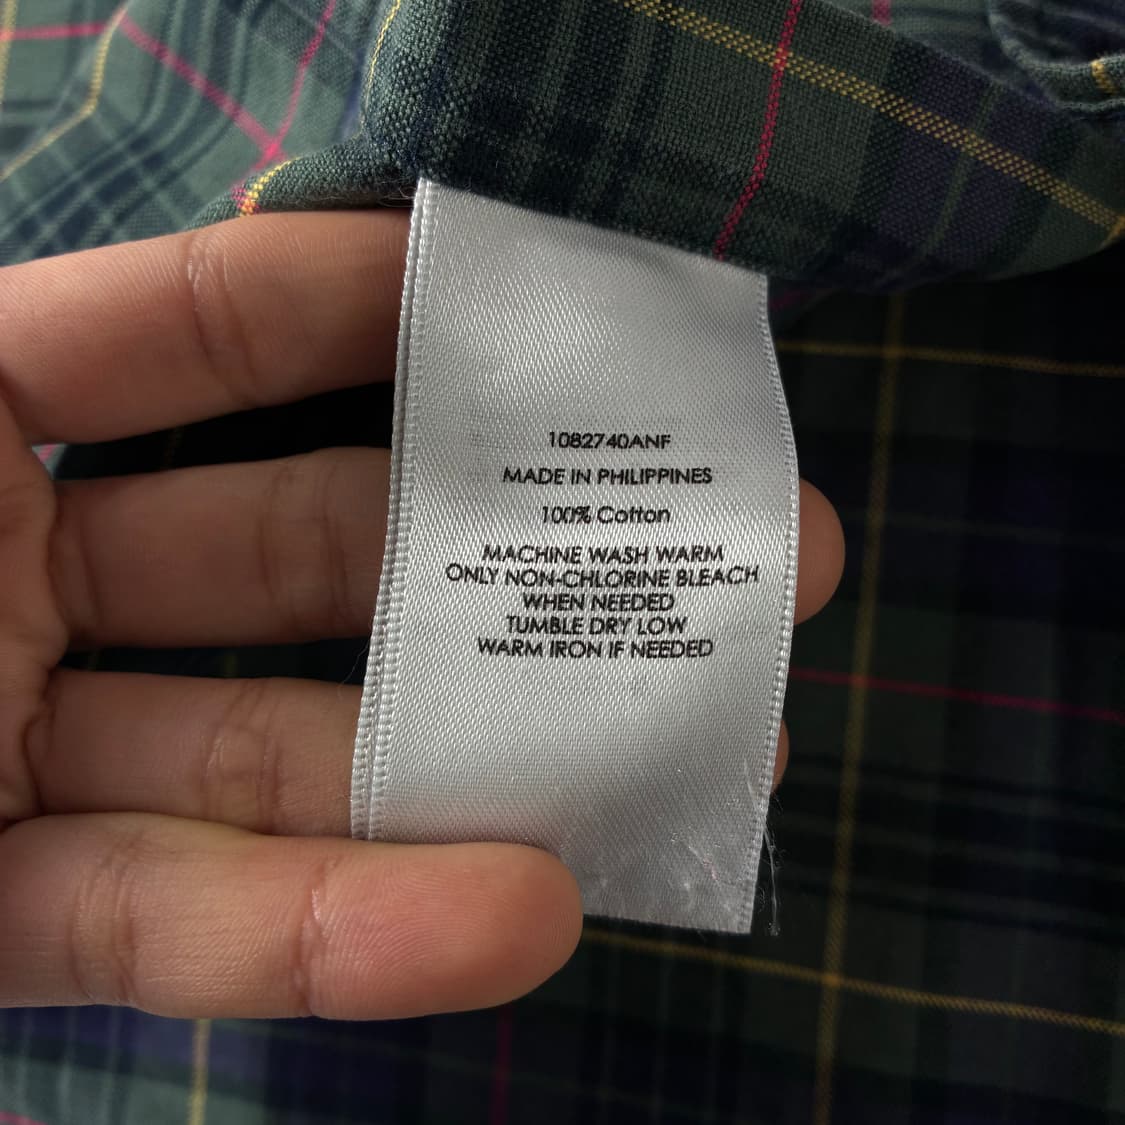 1082740ANF
MADE IN PHILIPPINES
100% Cotton
MACHINE WASH WARM
ONLY NON-CHLORINE BLEACH
WHEN NEEDED
TUMBLE DRY LOW
WARM IRON IF NEEDED